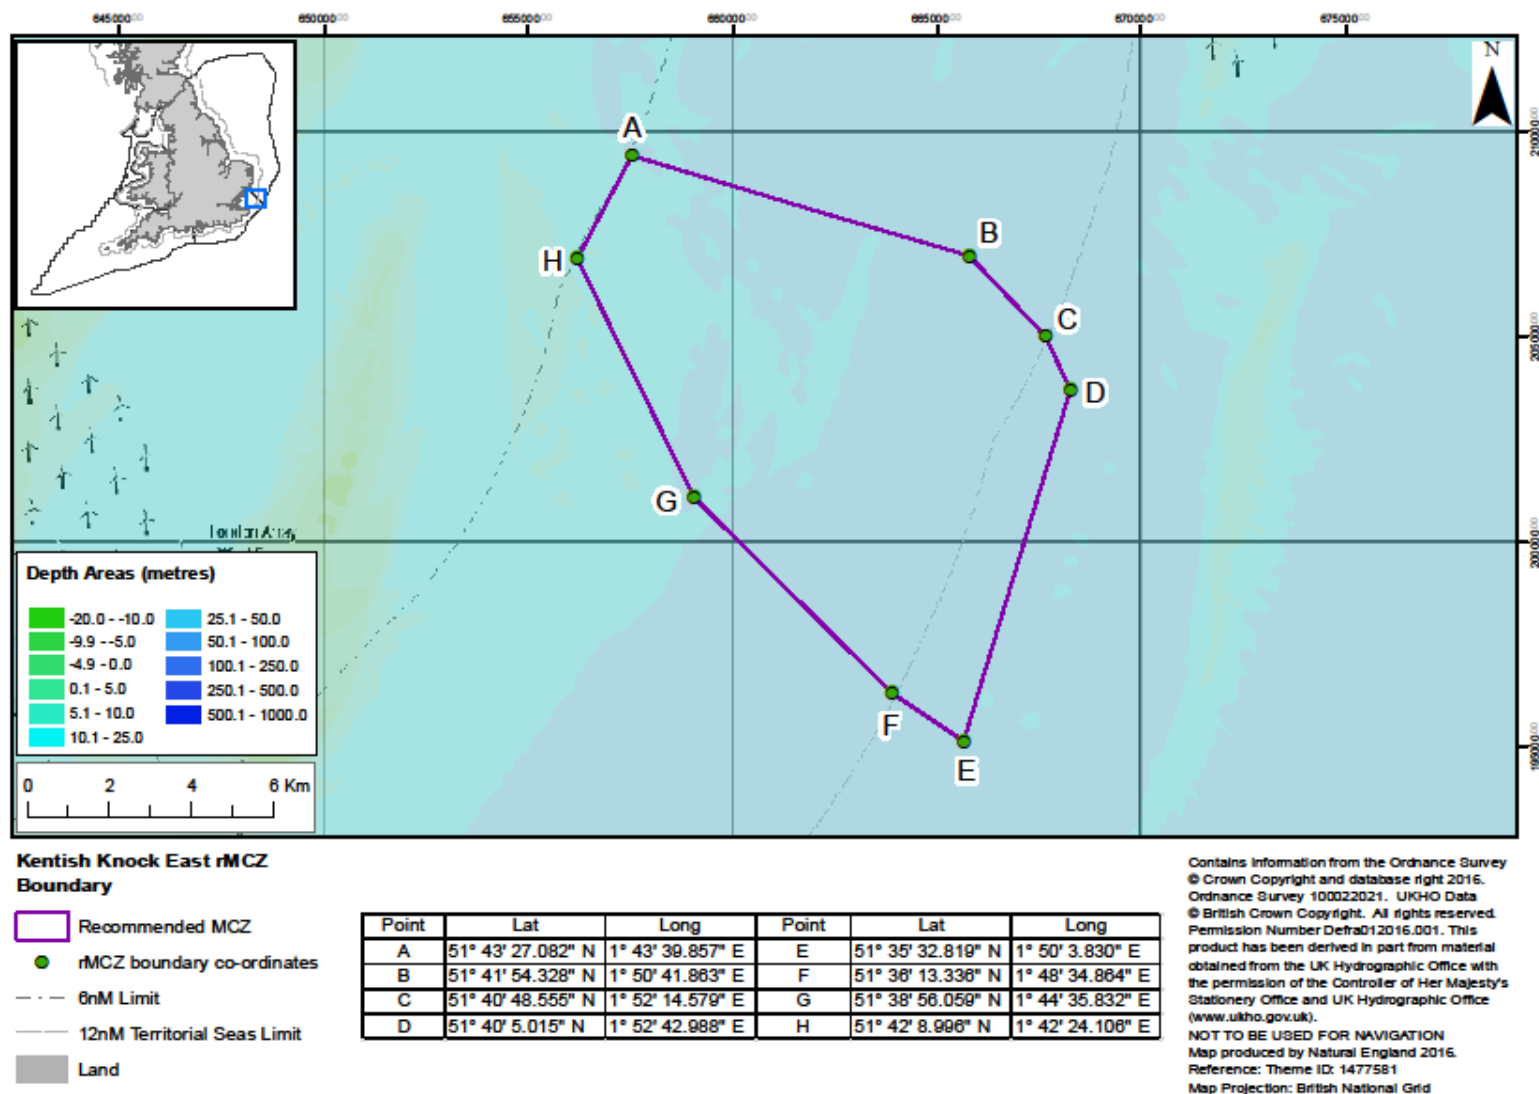 645000000
650000000
655000000
660000000
665000000
670000000
675000000
N
A
210000
B
H
C
205000
D
G
London Array
200000
Depth Areas (metres)
-20.0 - -10.0
25.1 - 50.0
-9.9 - -5.0
50.1 - 100.0
-4.9 - 0.0
100.1 - 250.0
0.1 - 5.0
250.1 - 500.0
5.1 - 10.0
500.1 - 1000.0
10.1 - 25.0
F
E
195000
0 2 4 6 Km
Kentish Knock East rMCZ
Boundary
Recommended MCZ
rMCZ boundary co-ordinates
6nM Limit
12nM Territorial Seas Limit
Land
Point Lat Long Point Lat Long
A 51° 43' 27.082" N 1° 43' 39.857" E E 51° 35' 32.819" N 1° 50' 3.830" E
B 51° 41' 54.328" N 1° 50' 41.863" E F 51° 36' 13.336" N 1° 48' 34.864" E
C 51° 40' 48.555" N 1° 52' 14.579" E G 51° 38' 56.059" N 1° 44' 35.832" E
D 51° 40' 5.015" N 1° 52' 42.988" E H 51° 42' 8.996" N 1° 42' 24.106" E
Contains information from the Ordnance Survey
© Crown Copyright and database right 2016.
Ordnance Survey 100022021. UKHO Data
© British Crown Copyright. All rights reserved.
Permission Number Defra012016.001. This
product has been derived in part from material
obtained from the UK Hydrographic Office with
the permission of the Controller of Her Majesty's
Stationery Office and UK Hydrographic Office
(www.ukho.gov.uk).
NOT TO BE USED FOR NAVIGATION
Map produced by Natural England 2016.
Reference: Theme ID: 1477581
Map Projection: British National Grid